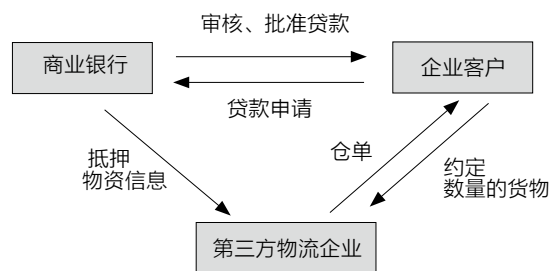 审核、批准贷款
商业银行
企业客户
贷款申请
抵押
物资信息
仓单
约定
数量的货物
第三方物流企业